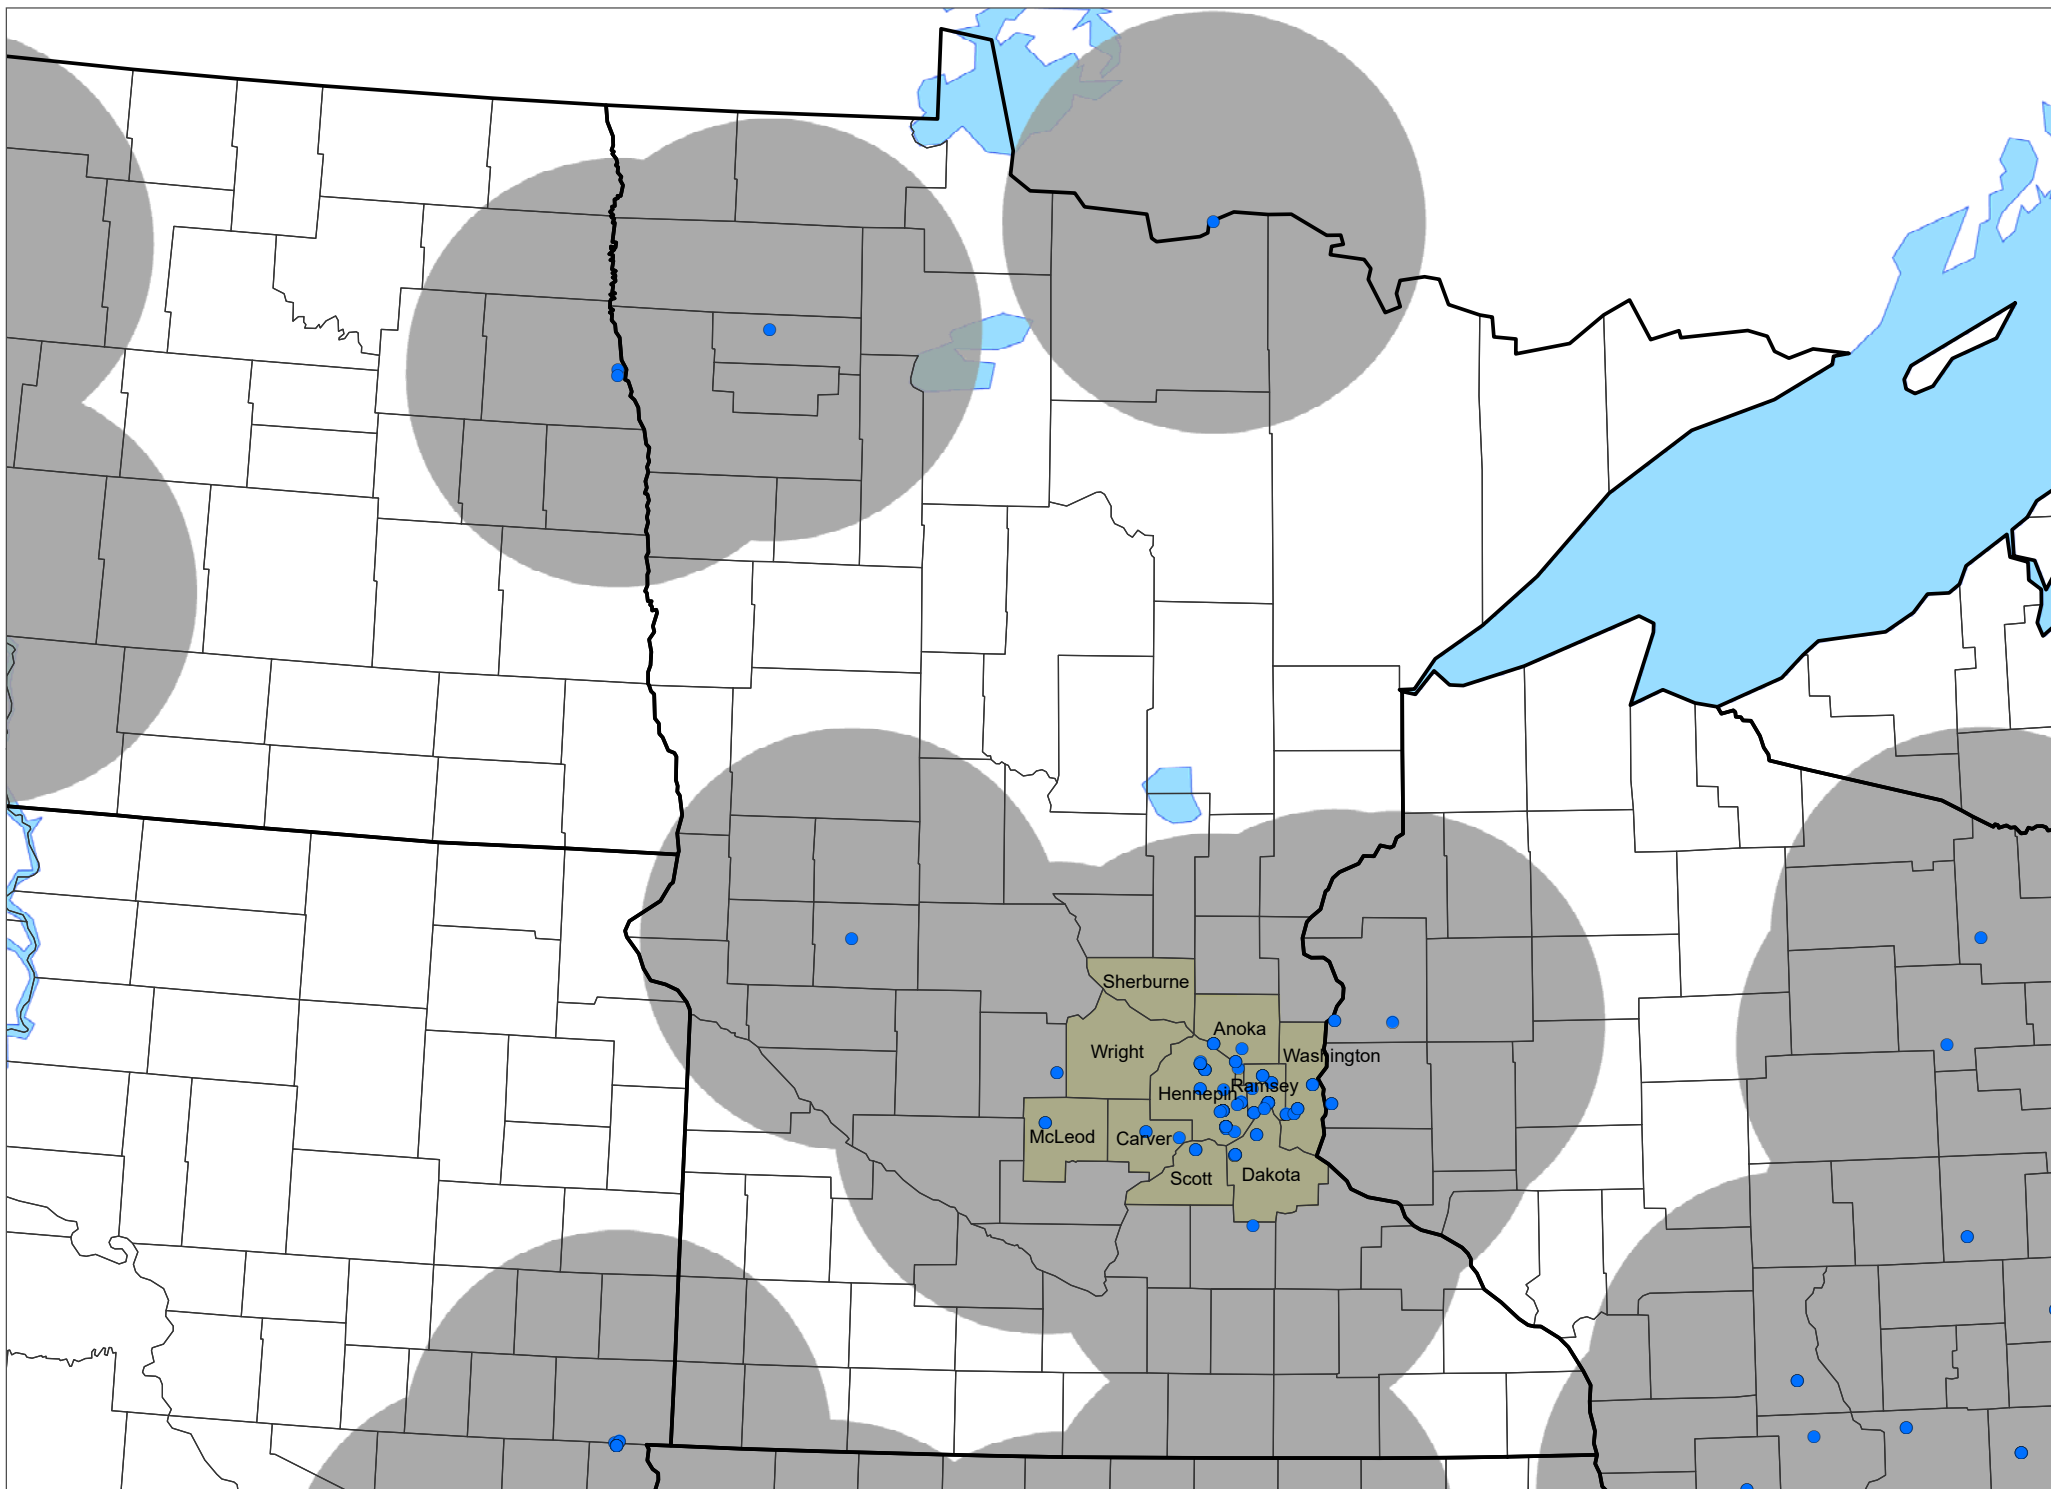 Sherburne
Anoka
Wright
Washington
Hennepin
Ramsey
McLeod
Carver
Scott
Dakota